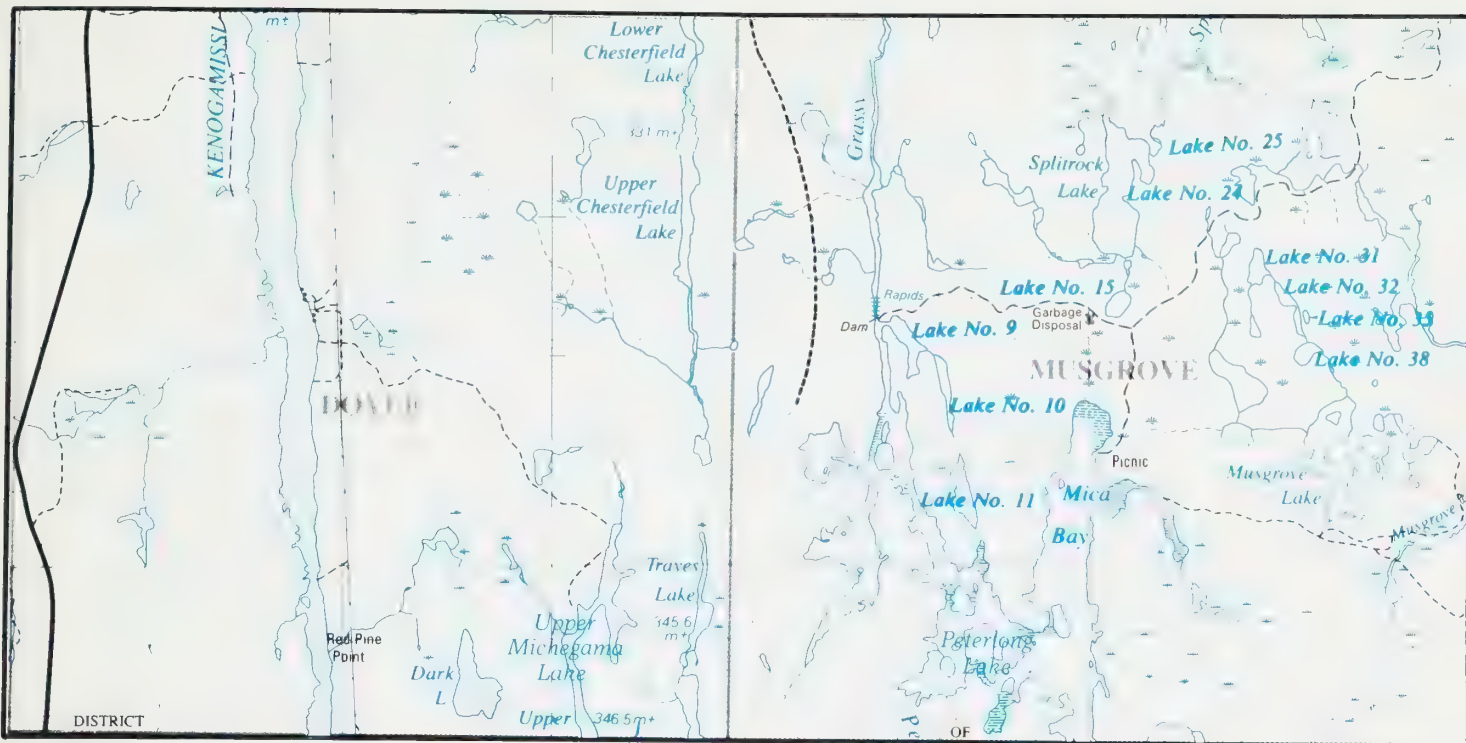 m±
KENOGAMISSI
Lower
Chesterfield
Lake
331 m±
Upper
Chesterfield
Lake
DOVER
Red Pine
Point
Dark
L
Upper
Michegama
Lake
Upper
346.5 m±
Traves
Lake
345.6
m±
DISTRICT
Grassy
Rapids
Dam
Splitrock
Lake
Lake No. 25
Lake No. 24
Lake No. 31
Lake No. 32
Lake No. 38
Lake No. 15
Garbage
Disposal
Lake No. 9
MUSGROVE
Lake No. 10
Picnic
Lake No. 11
Mica
Bay
Musgrove
Lake
Musgrove
Peterlong
Lake
OF